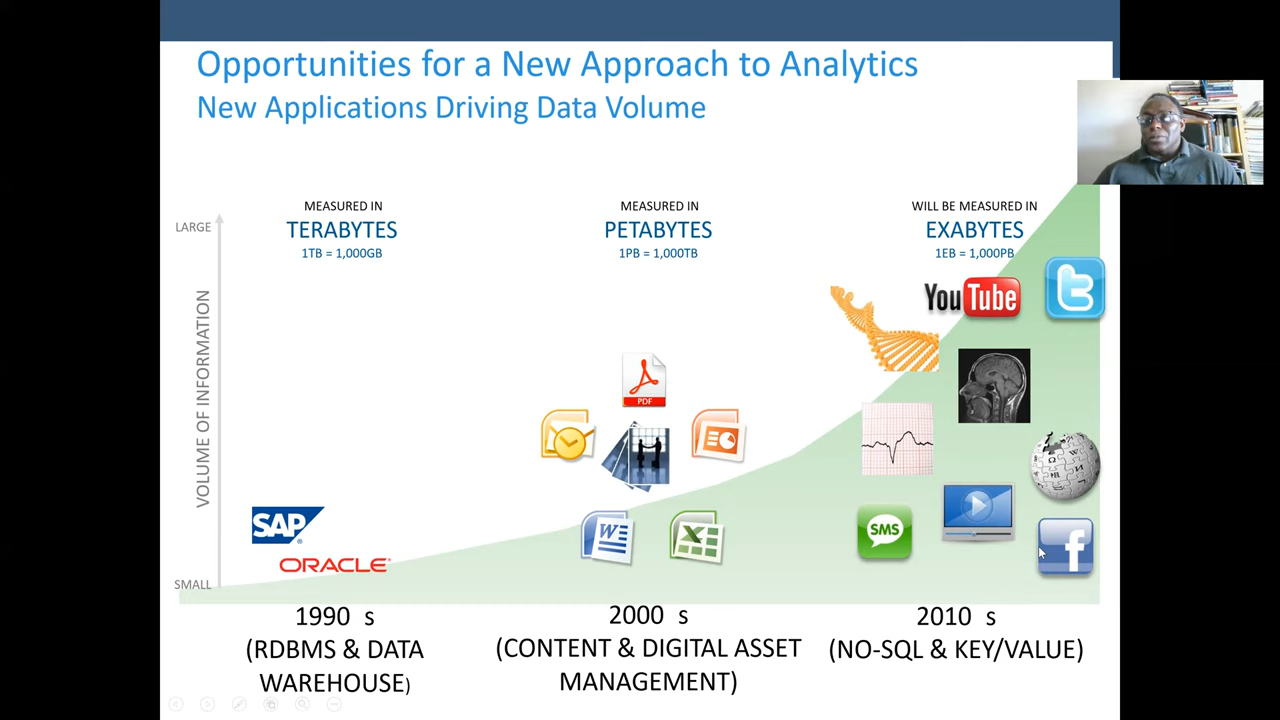 Opportunities for a New Approach to Analytics
New Applications Driving Data Volume
MEASURED IN
TERABYTES
1TB = 1,000GB
MEASURED IN
PETABYTES
1PB = 1,000TB
WILL BE MEASURED IN
EXABYTES
1EB = 1,000PB
LARGE
VOLUME OF INFORMATION
SMALL
YouTube
t
PDF
W
X
SMS
f
SAP
ORACLE
1990 s
(RDBMS & DATA
WAREHOUSE)
2000 s
(CONTENT & DIGITAL ASSET
MANAGEMENT)
2010 s
(NO-SQL & KEY/VALUE)